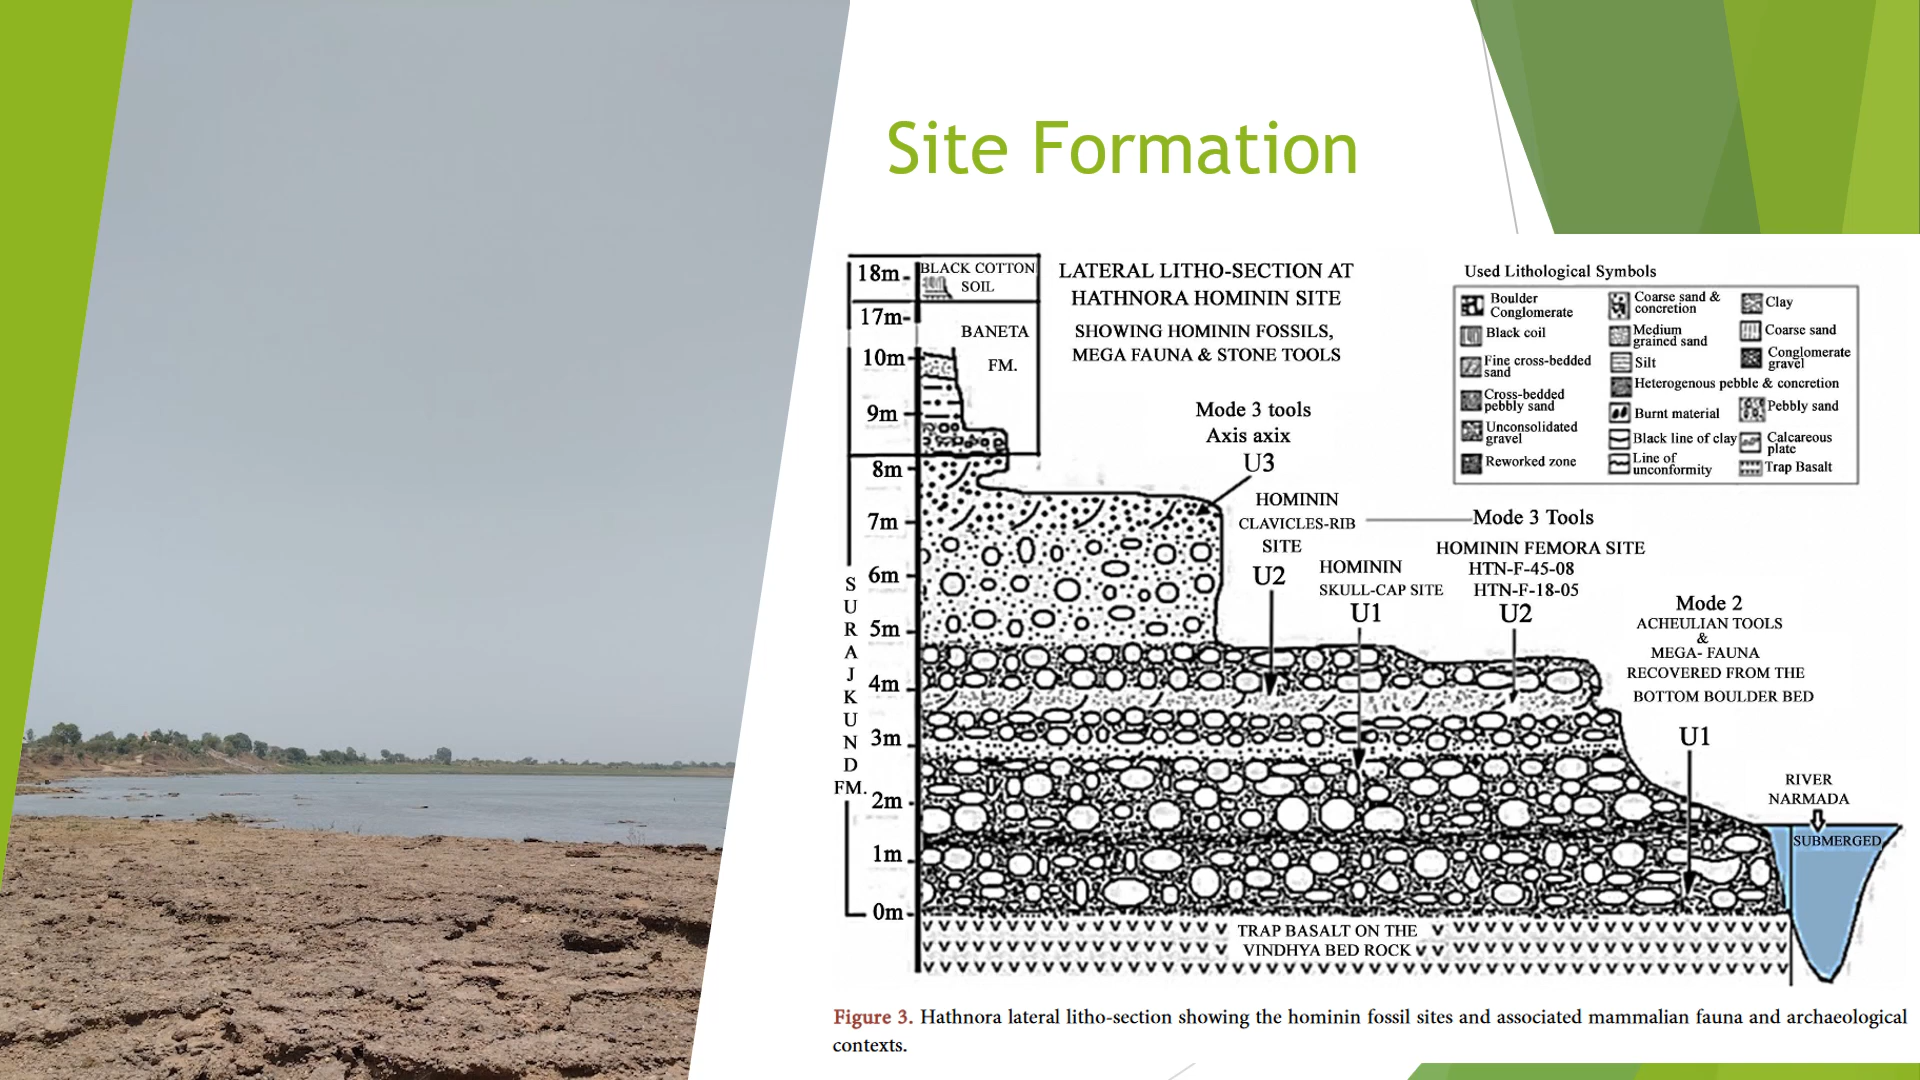 Site Formation
18m
BLACK COTTON
SOIL
17m
BANETA
FM.
10m
9m
8m
7m
6m
5m
4m
3m
2m
1m
0m
SURAJKUND
FM.
LATERAL LITHO-SECTION AT
HATHNORA HOMININ SITE
SHOWING HOMININ FOSSILS,
MEGA FAUNA & STONE TOOLS
Used Lithological Symbols
Boulder
Conglomerate
Black coil
Fine cross-bedded
sand
Cross-bedded
pebbly sand
Unconsolidated
gravel
Reworked zone
Coarse sand &
concretion
Medium
grained sand
Silt
Heterogenous pebble & concretion
Burnt material
Black line of clay
Line of
unconformity
Clay
Coarse sand
Conglomerate
gravel
Pebbly sand
Calcareous
plate
Trap Basalt
Mode 3 tools
Axis axix
U3
HOMININ
CLAVICLES-RIB
SITE
U2
Mode 3 Tools
HOMININ
SKULL-CAP SITE
U1
HOMININ FEMORA SITE
HTN-F-45-08
HTN-F-18-05
U2
Mode 2
ACHEULIAN TOOLS
&
MEGA- FAUNA
RECOVERED FROM THE
BOTTOM BOULDER BED
U1
RIVER
NARMADA
SUBMERGED
TRAP BASALT ON THE
VINDHYA BED ROCK
Figure 3. Hathnora lateral litho-section showing the hominin fossil sites and associated mammalian fauna and archaeological
contexts.